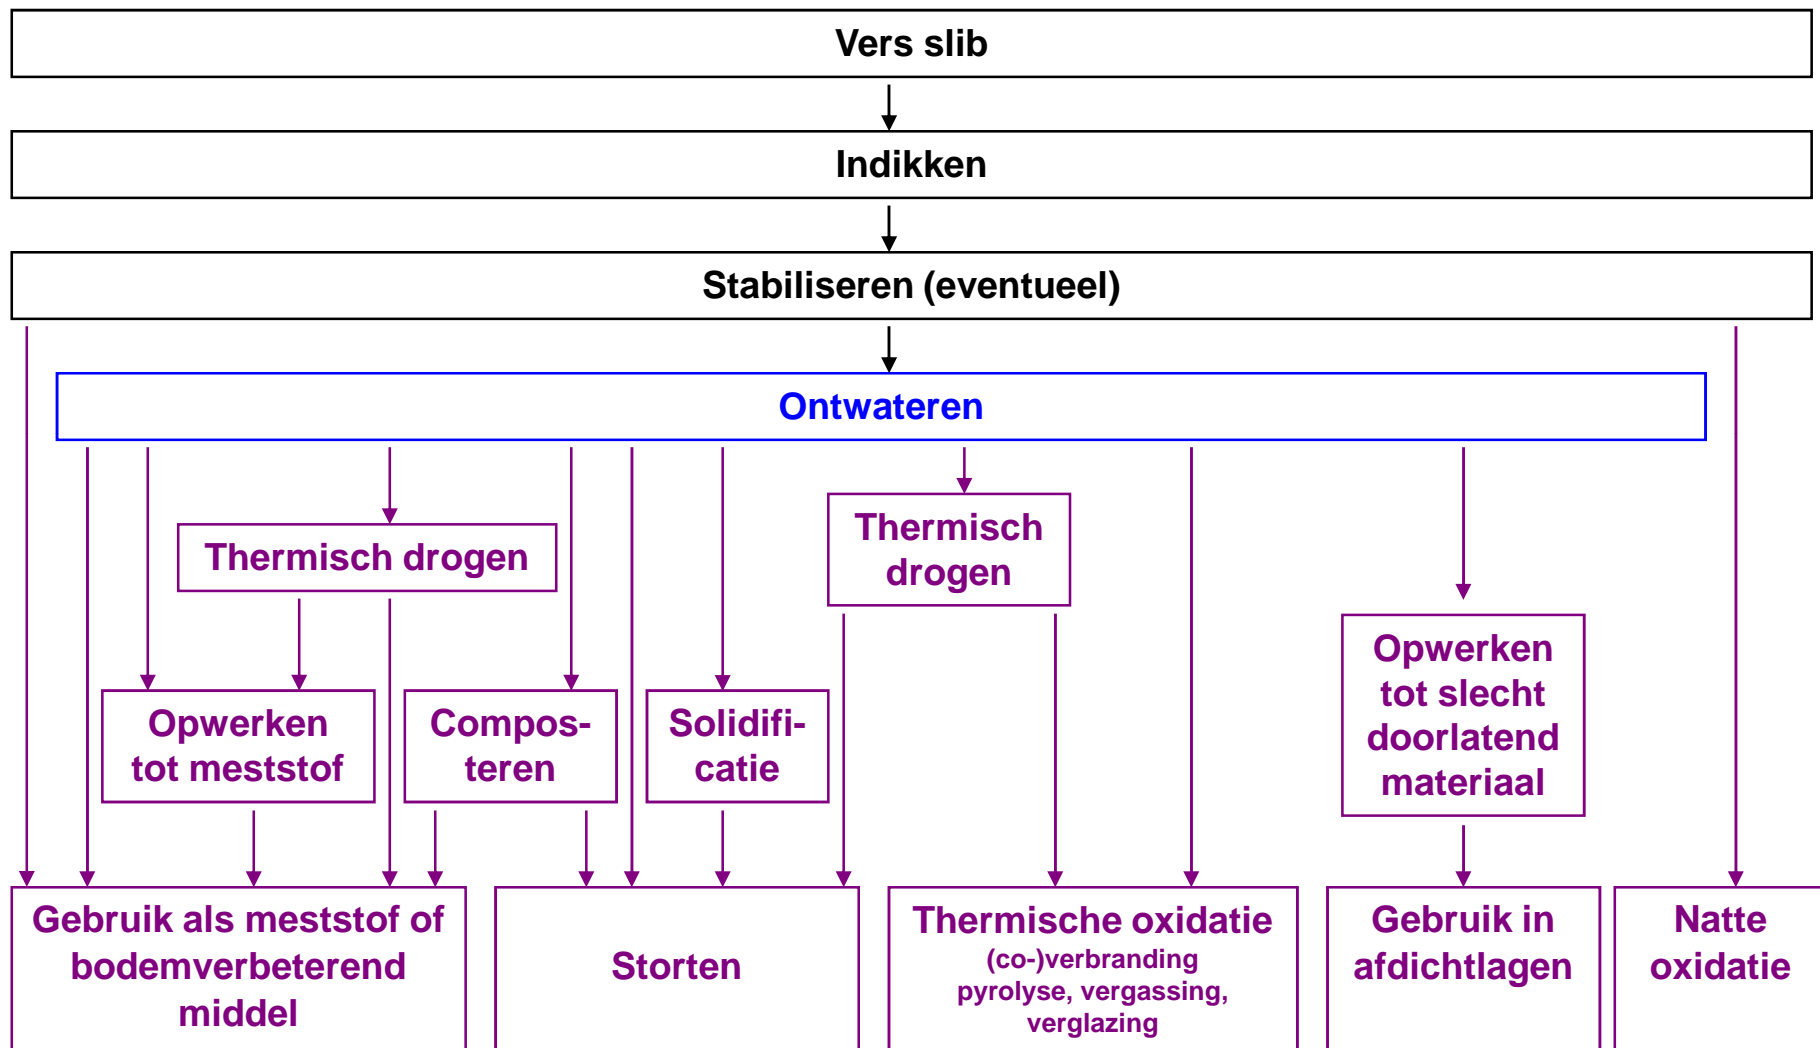 Vers slib
Indikken
Stabiliseren (eventueel)
Ontwateren
Thermisch drogen
Thermisch
drogen
Opwerken
tot meststof
Compos-
teren
Solidifi-
catie
Opwerken
tot slecht
doorlatend
materiaal
Gebruik als meststof of
bodemverbeterend
middel
Storten
Thermische oxidatie
(co-)verbranding
pyrolyse, vergassing,
verglazing
Gebruik in
afdichtlagen
Natte
oxidatie